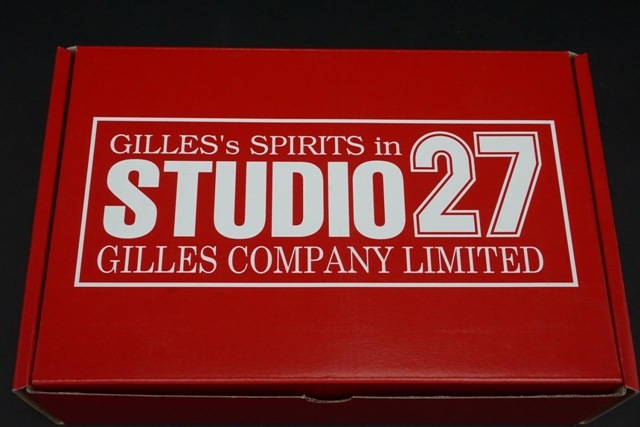 GILLES's SPIRITS in
STUDIO27
GILLES COMPANY LIMITED